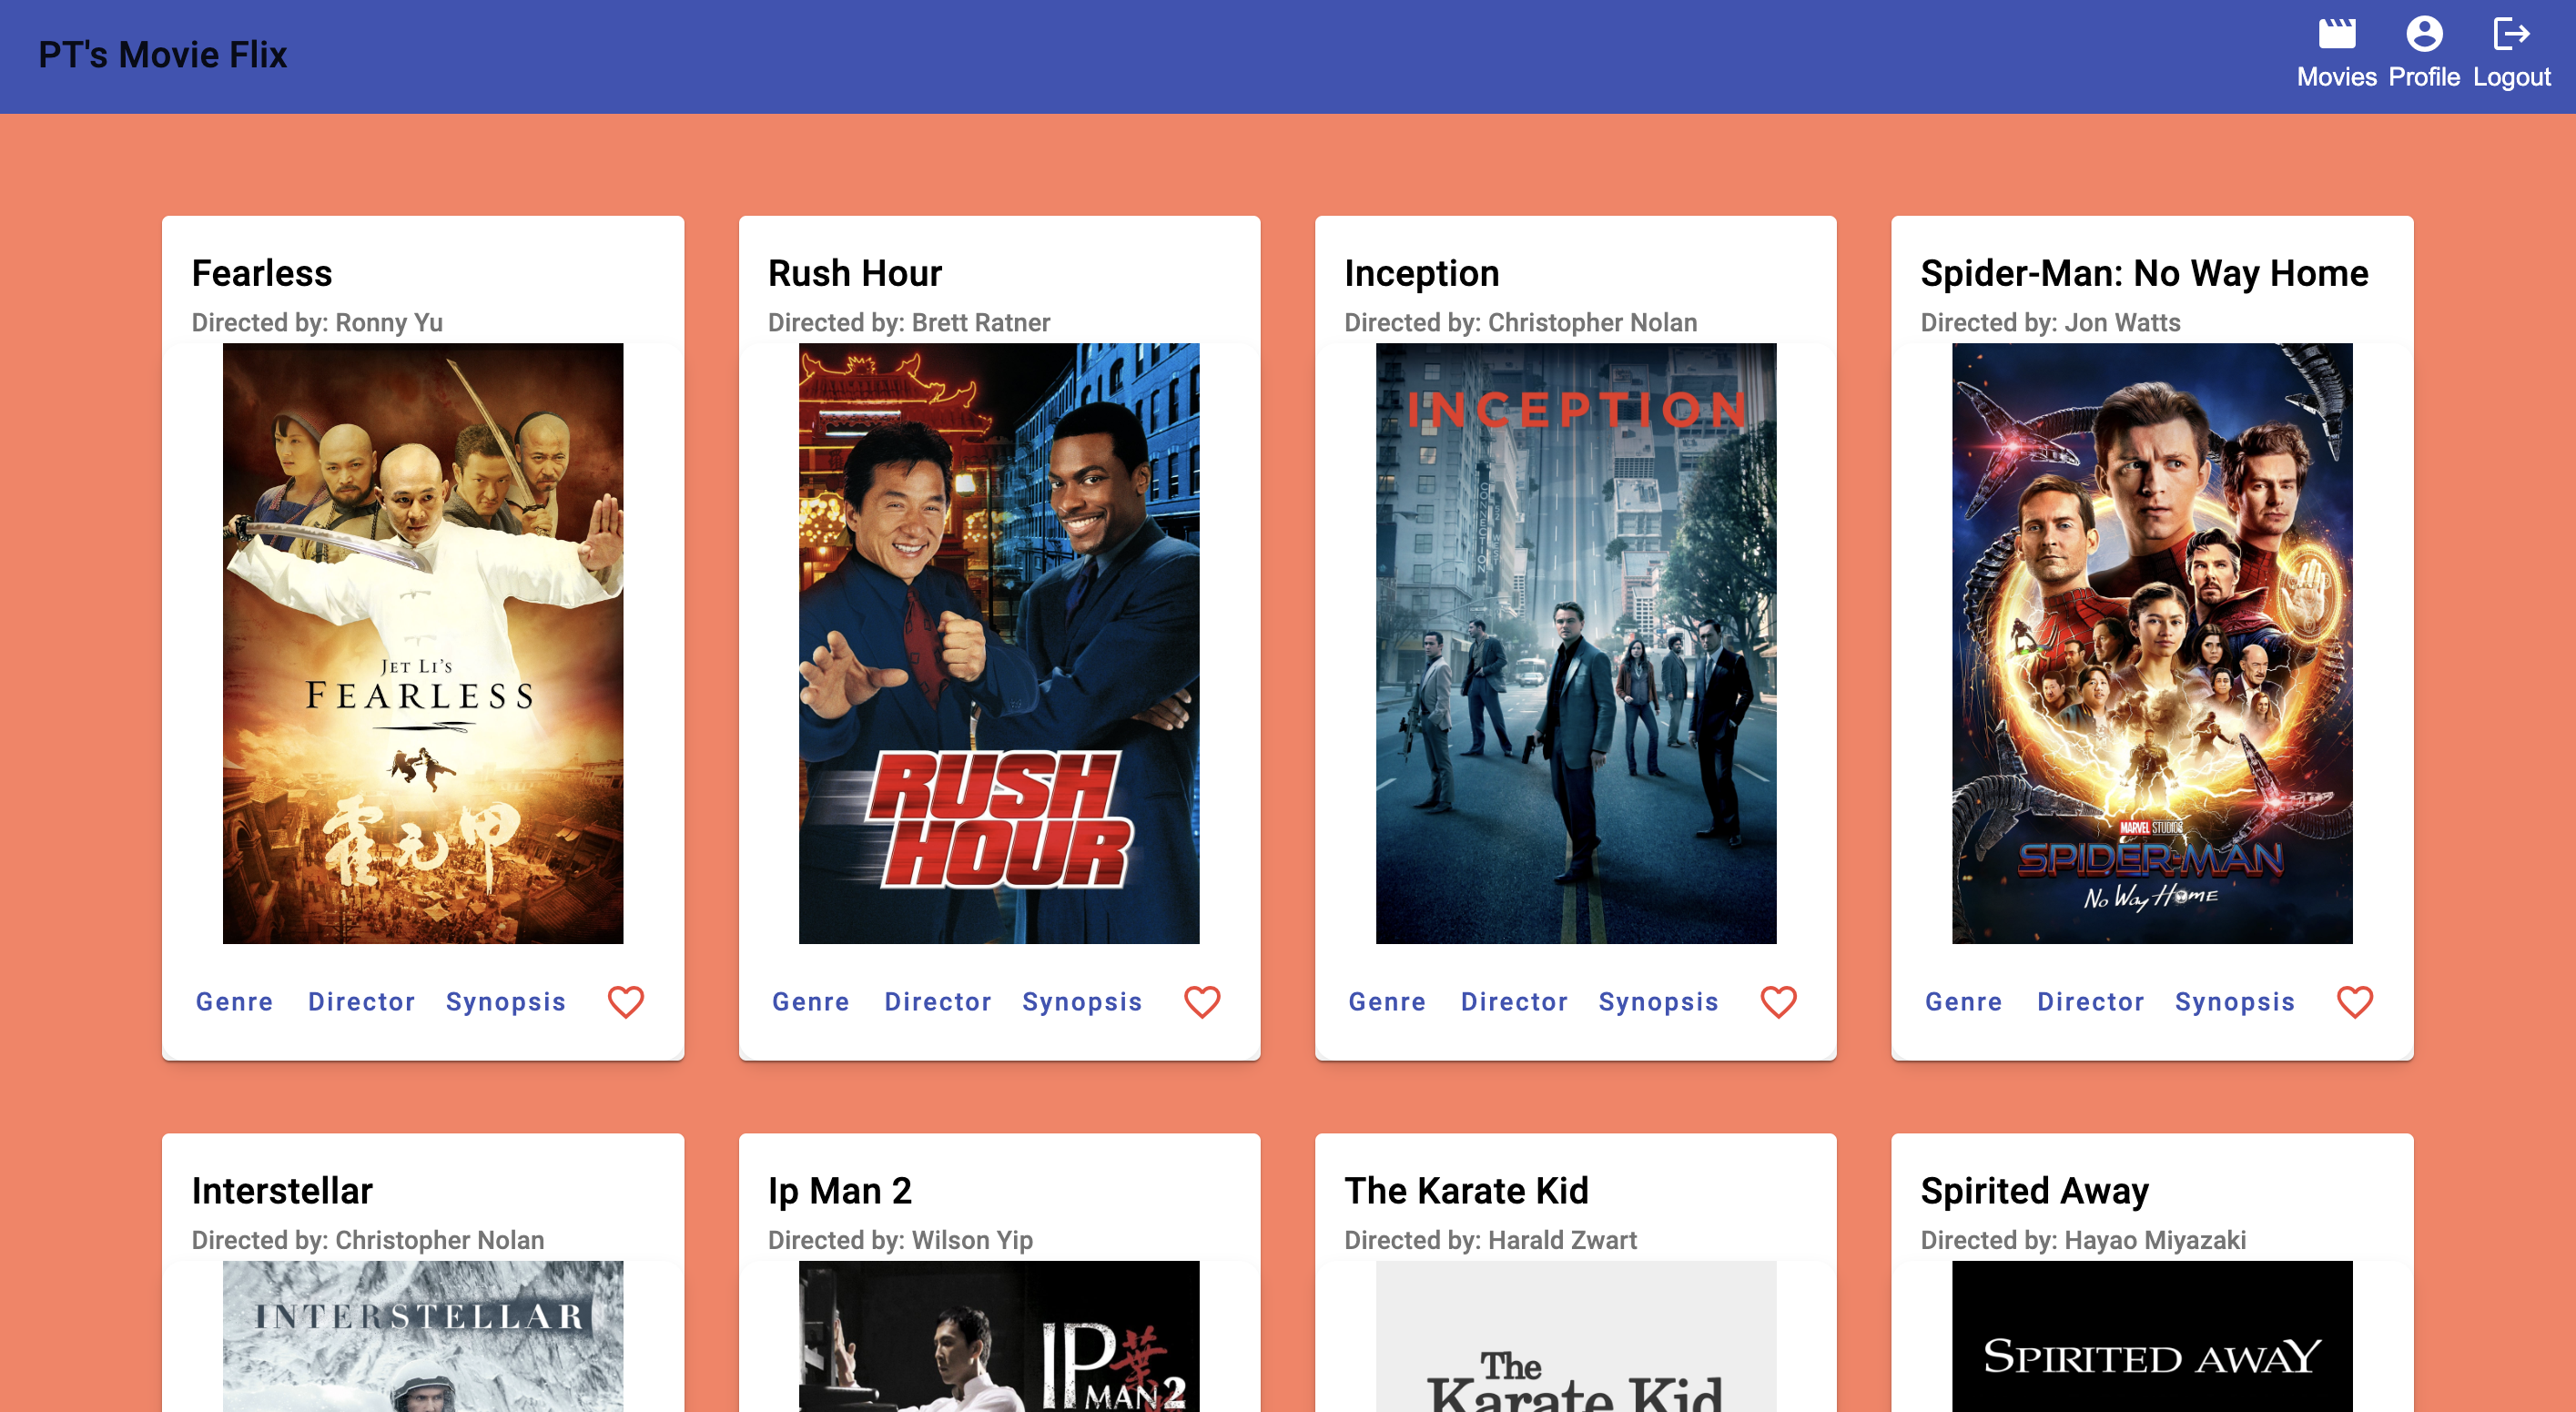 PT's Movie Flix
Movies Profile Logout
Fearless
Directed by: Ronny Yu
JET LI'S
FEARLESS
霍元甲
Genre Director Synopsis
Rush Hour
Directed by: Brett Ratner
RUSH
HOUR
Genre Director Synopsis
Inception
Directed by: Christopher Nolan
INCEPTION
Genre Director Synopsis
Spider-Man: No Way Home
Directed by: Jon Watts
MARVEL STUDIOS
SPIDER-MAN
No Way Home
Genre Director Synopsis
Interstellar
Directed by: Christopher Nolan
INTERSTELLAR
Ip Man 2
Directed by: Wilson Yip
IP
MAN 2
The Karate Kid
Directed by: Harald Zwart
The
Karate Kid
Spirited Away
Directed by: Hayao Miyazaki
SPIRITED AWAY